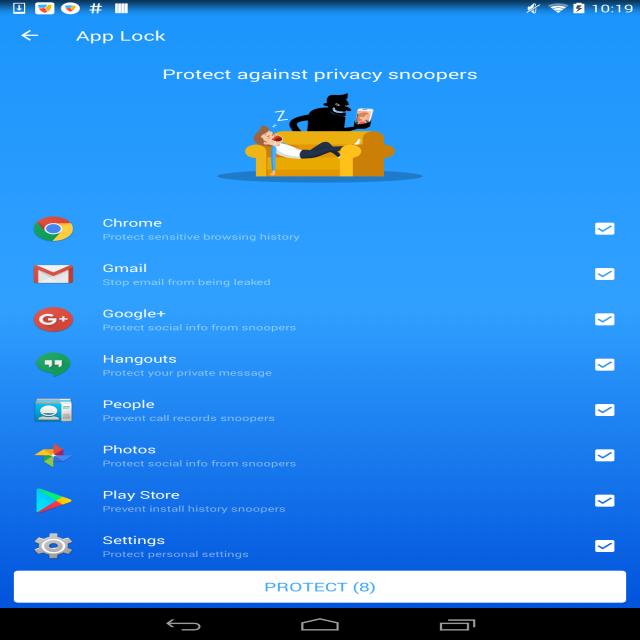 10:19
App Lock
Protect against privacy snoopers
Z
Chrome
Protect sensitive browsing history
Gmail
Stop email from being leaked
G+
Google+
Protect social info from snoopers
Hangouts
Protect your private message
People
Prevent call records snoopers
Photos
Protect social info from snoopers
Play Store
Prevent install history snoopers
Settings
Protect personal settings
PROTECT (8)